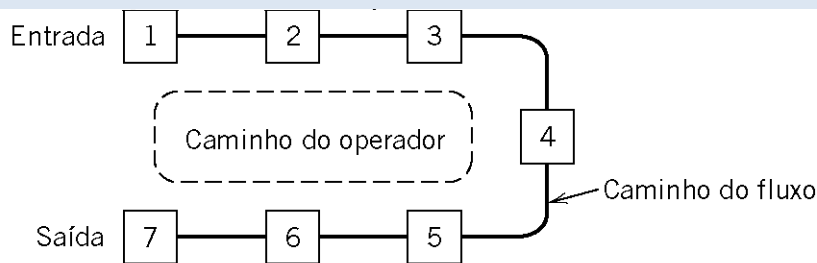 Entrada 1 2 3
Caminho do operador 4
Caminho do fluxo
Saída 7 6 5